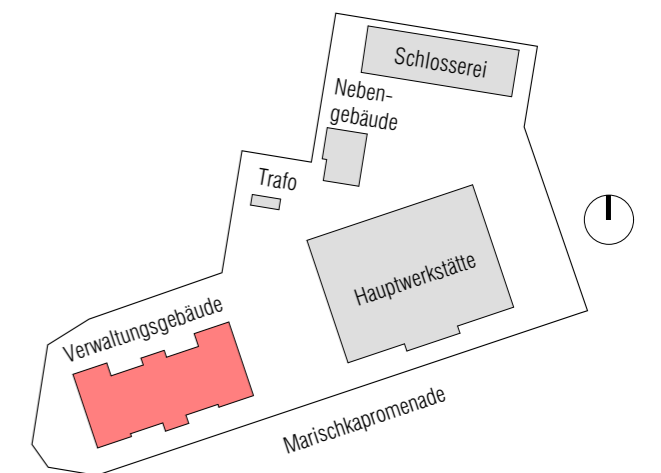 Schlosserei
Neben-
gebäude
Trafo
Hauptwerkstätte
Verwaltungsgebäude
Marischkapromenade